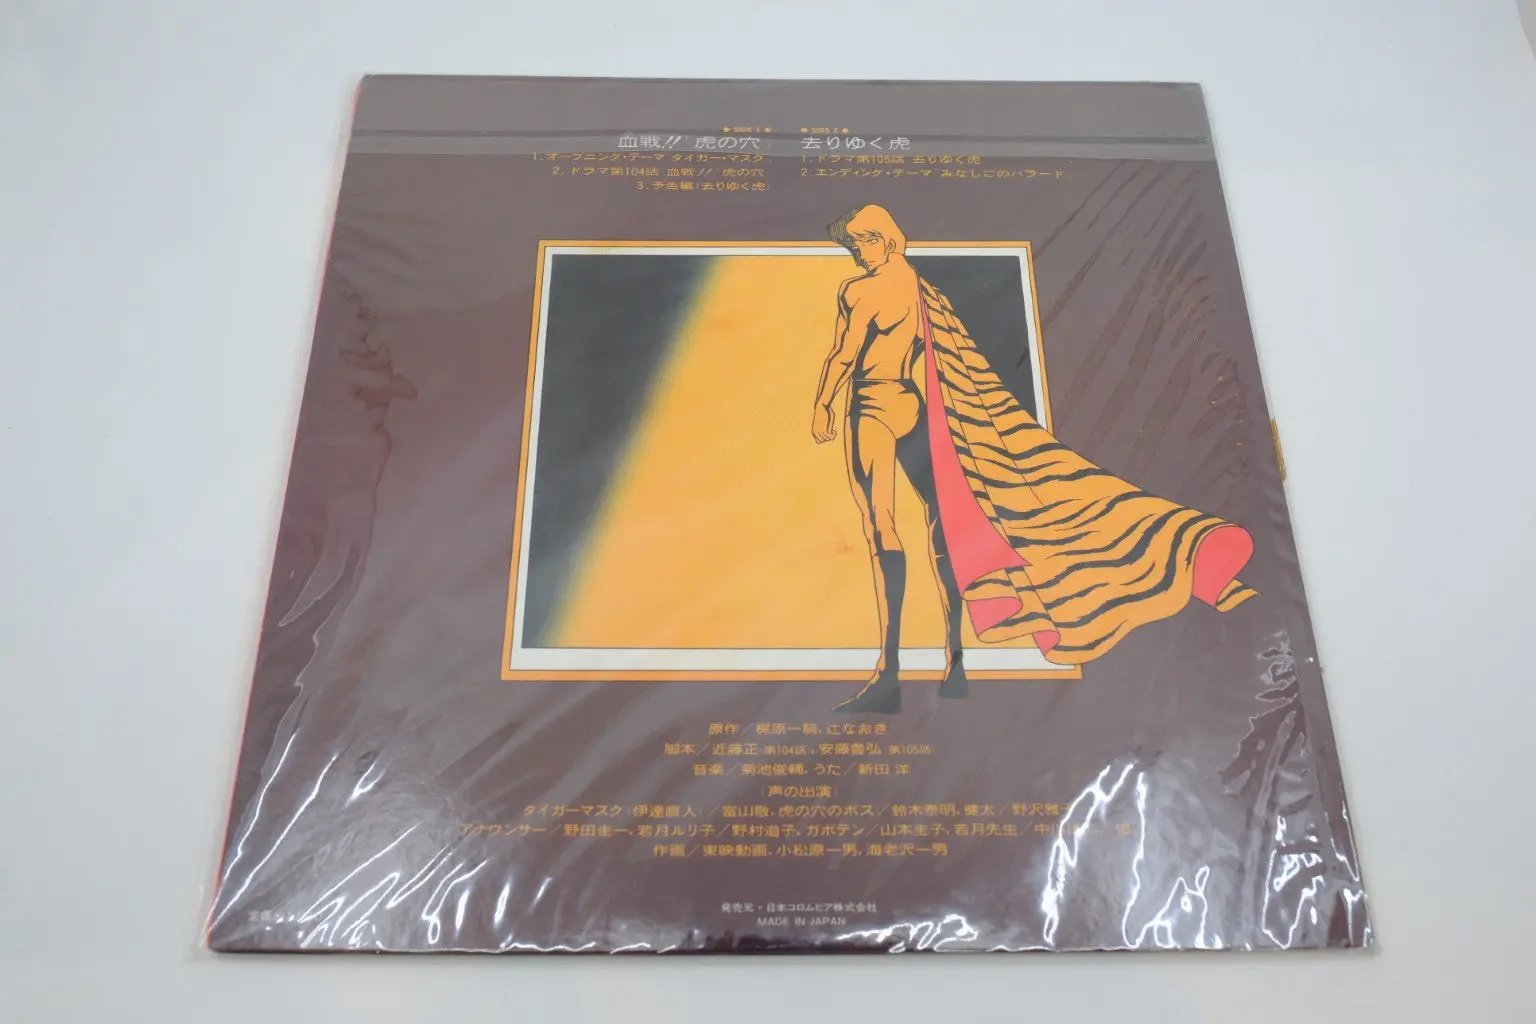 ● SIDE 1 ●
血戦!!「虎の穴」
1. オープニング・テーマ タイガー・マスク
2. ドラマ第104話 血戦!!「虎の穴」
3. 予告編(去りゆく虎)
● SIDE 2 ●
去りゆく虎
1. ドラマ第105話 去りゆく虎
2. エンディング・テーマ「みなしごのバラード」
原作/梶原一騎、辻なおき
脚本/近藤正(第104話)、安藤豊弘(第105話)
音楽/菊池俊輔、うた/新田 洋
(声の出演)
タイガーマスク(伊達直人)/富山敬、虎の穴のボス/鈴木泰明、健太/野沢雅子
アナウンサー/野田圭一、若月ルリ子/野村道子、ガボテン/山本圭子、若月先生/中 他
作画/東映動画、小松原一男、海老沢一男
発売元・日本コロムビア株式会社
MADE IN JAPAN
定価